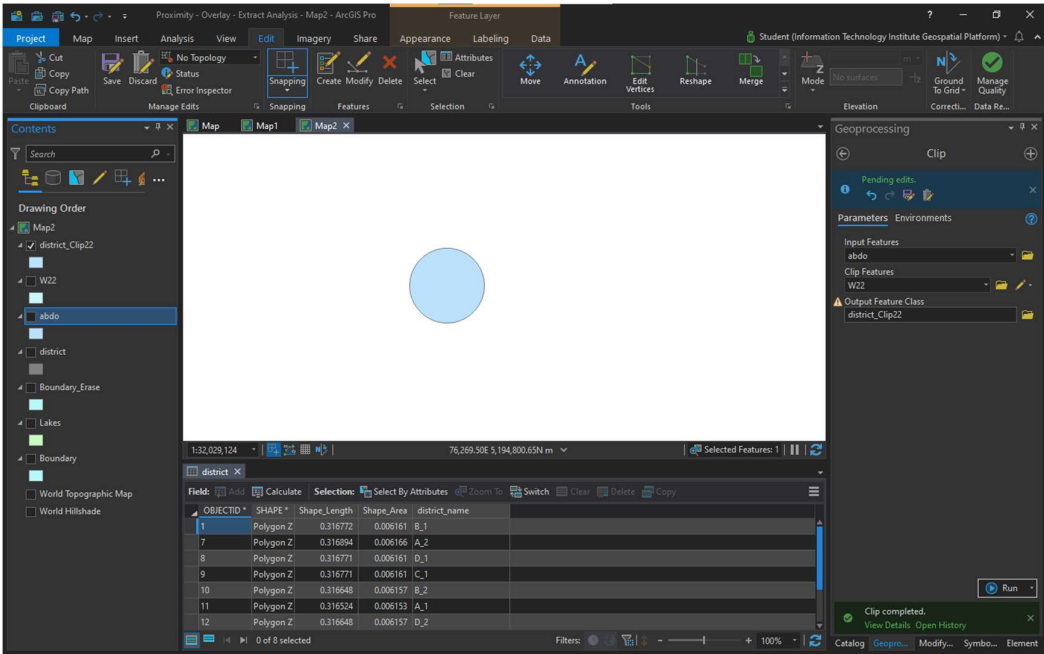 Proximity - Overlay - Extract Analysis - Map2 - ArcGIS Pro
Feature Layer
?
Project Map Insert Analysis View Edit Imagery Share Appearance Labeling Data
Student (Information Technology Institute Geospatial Platform)
Paste
Cut
Copy
Copy Path
Clipboard
Save
Discard
No Topology
Status
Error Inspector
Manage Edits
Snapping
Snapping
Create
Modify
Delete
Features
Select
Attributes
Clear
Selection
Move
Annotation
Edit
Vertices
Reshape
Merge
Tools
Mode
No surfaces
m
Elevation
Ground
To Grid
Correcti...
Manage
Quality
Data Re...
Contents
Search
Drawing Order
Map2
district_Clip22
W22
abdo
district
Boundary_Erase
Lakes
Boundary
World Topographic Map
World Hillshade
Map Map1 Map2
1:32,029,124
76,269.50E 5,194,800.65N m
Selected Features: 1
district
Field: Add Calculate Selection: Select By Attributes Zoom To Switch Clear Delete Copy
OBJECTID * SHAPE * Shape_Length Shape_Area district_name
1 Polygon Z 0.316772 0.006161 B_1
7 Polygon Z 0.316894 0.006166 A_2
8 Polygon Z 0.316771 0.006161 D_1
9 Polygon Z 0.316771 0.006161 C_1
10 Polygon Z 0.316648 0.006157 B_2
11 Polygon Z 0.316524 0.006153 A_1
12 Polygon Z 0.316648 0.006157 D_2
0 of 8 selected
Filters:
- + 100%
Geoprocessing
Clip
Pending edits.
Parameters Environments
Input Features
abdo
Clip Features
W22
Output Feature Class
district_Clip22
Run
Clip completed.
View Details Open History
Catalog Geopro... Modify... Symbo... Element